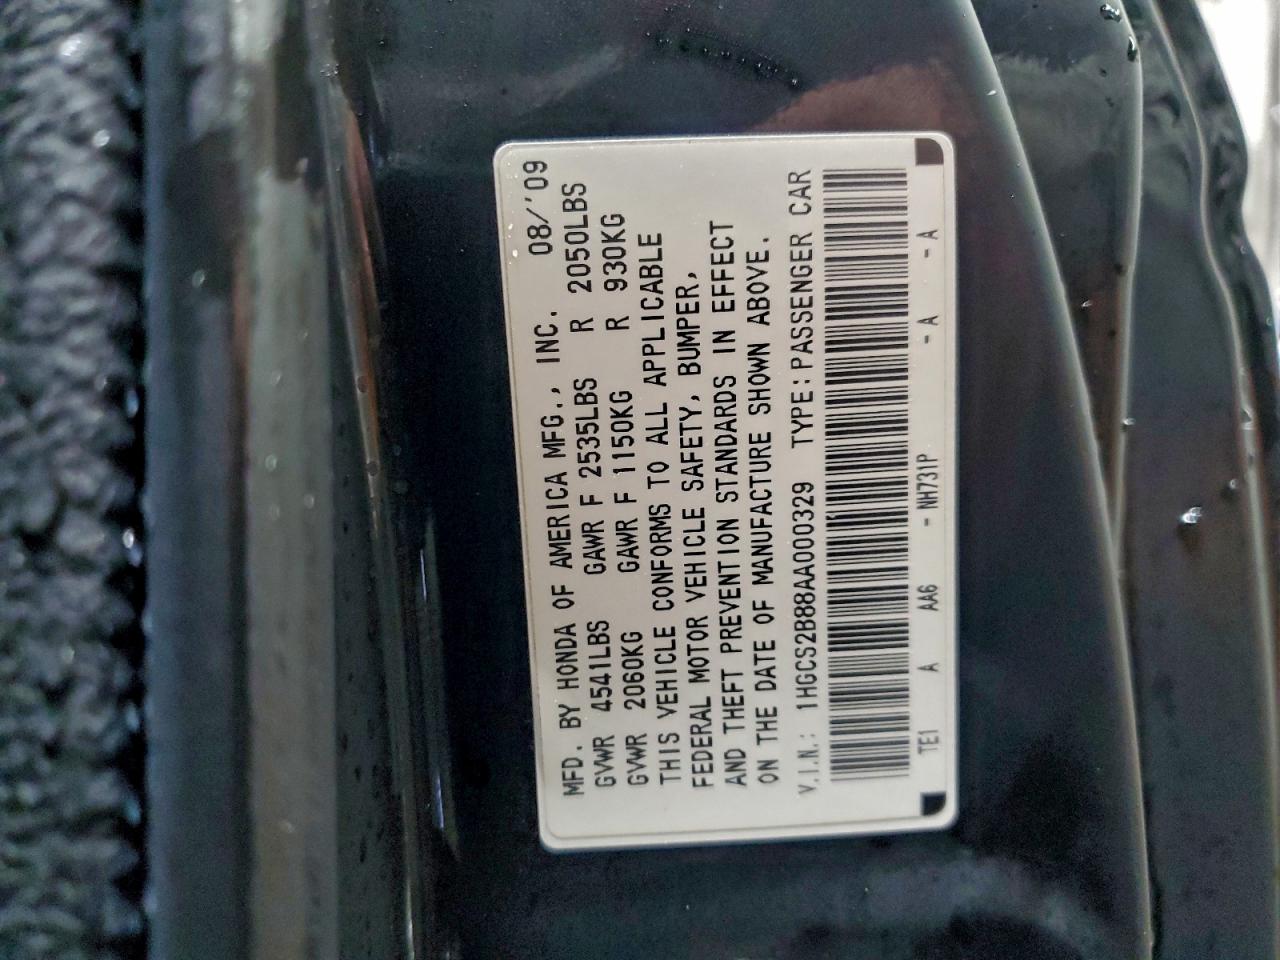 MFD. BY HONDA OF AMERICA MFG., INC. 08/'09
GVWR 4541LBS GAWR F 2535LBS R 2050LBS
GVWR 2060KG GAWR F 1150KG R 930KG
THIS VEHICLE CONFORMS TO ALL APPLICABLE
FEDERAL MOTOR VEHICLE SAFETY, BUMPER,
AND THEFT PREVENTION STANDARDS IN EFFECT
ON THE DATE OF MANUFACTURE SHOWN ABOVE.
V.I.N.: 1HGCS2B88AA000329 TYPE:PASSENGER CAR
TE1 A AA6 - NH731P - A - A